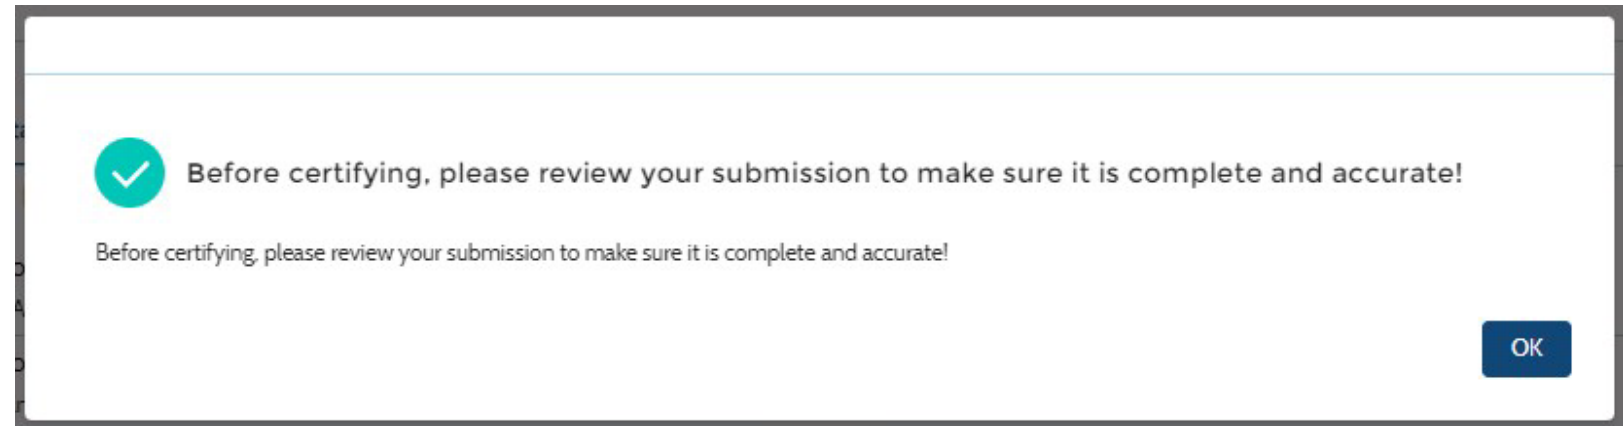 Before certifying, please review your submission to make sure it is complete and accurate!
Before certifying, please review your submission to make sure it is complete and accurate!
OK